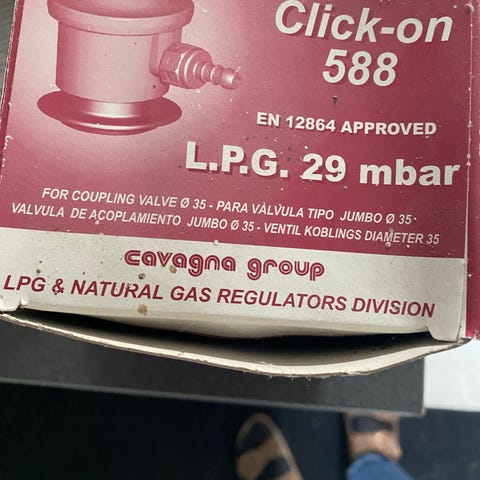 Click-on
588
EN 12864 APPROVED
L.P.G. 29 mbar
FOR COUPLING VALVE Ø 35 - PARA VÀLVULA TIPO JUMBO Ø 35
VALVULA DE AÇOPLAMIENTO JUMBO Ø 35 - VENTIL KOBLINGS DIAMETER 35
cavagna group
LPG & NATURAL GAS REGULATORS DIVISION